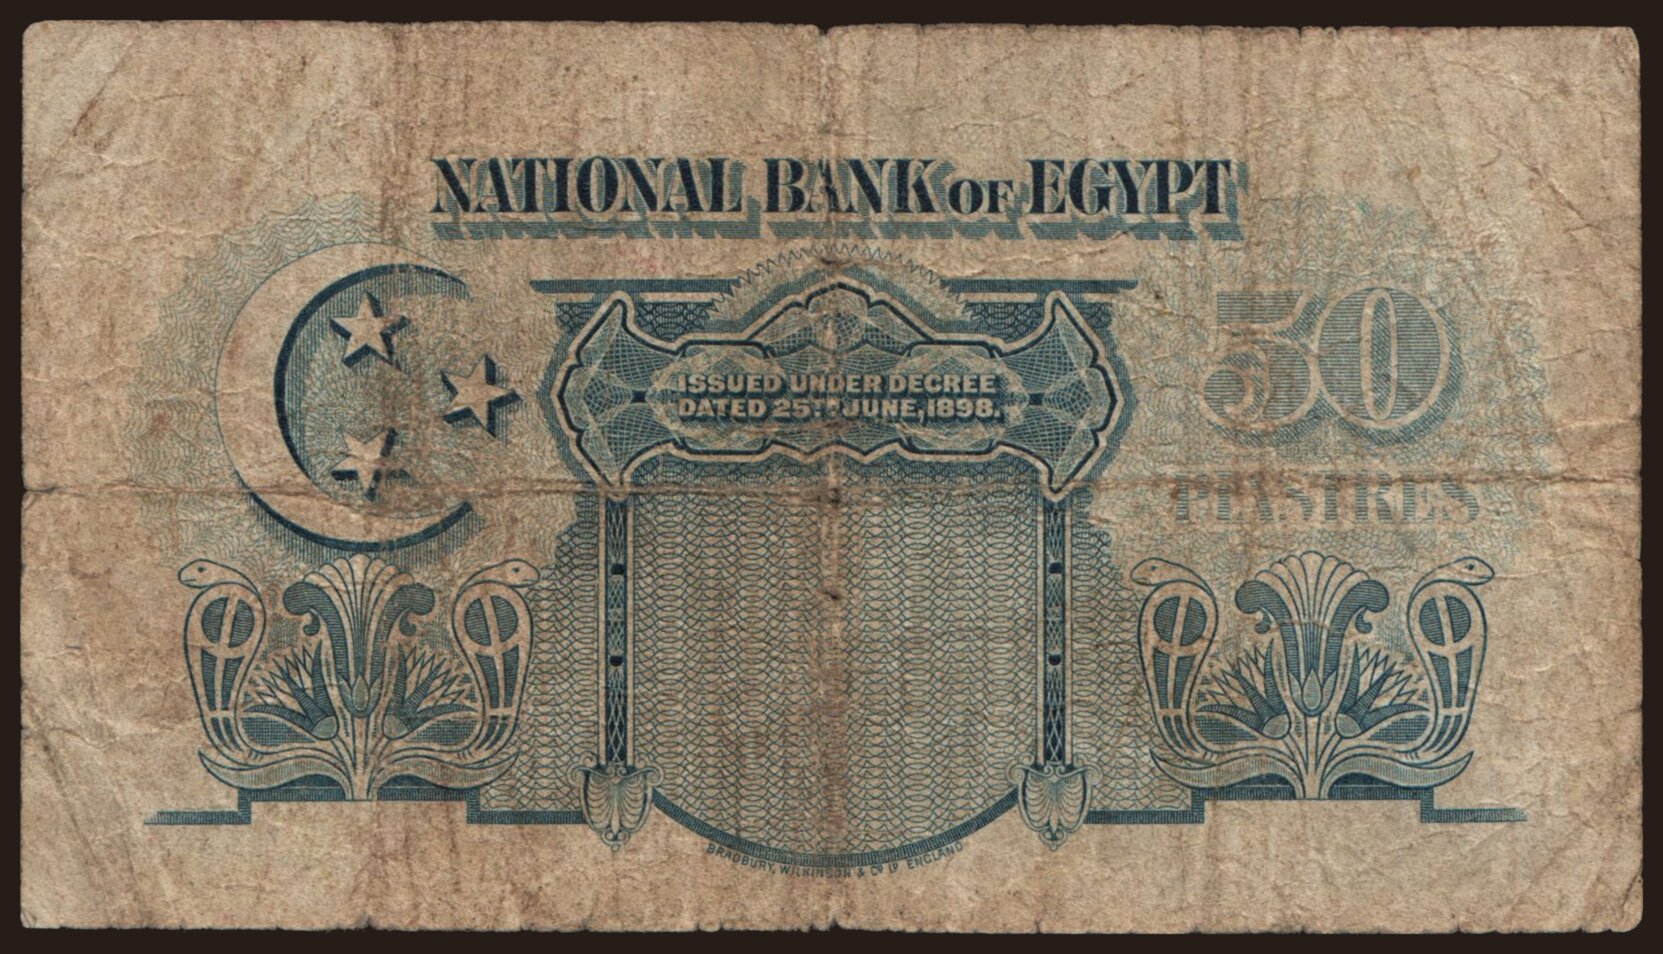 NATIONAL BANK OF EGYPT
ISSUED UNDER DECREE
DATED 25TH JUNE, 1898.
50
PIASTRES
BRADBURY, WILKINSON & Cº Lᴰ ENGLAND